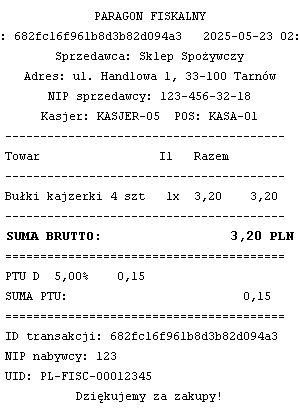 PARAGON FISKALNY
: 682fc16f961b8d3b82d094a3 2025-05-23 02:
Sprzedawca: Sklep Spożywczy
Adres: ul. Handlowa 1, 33-100 Tarnów
NIP sprzedawcy: 123-456-32-18
Kasjer: KASJER-05 POS: KASA-01
----------------------------------------
Towar Il Razem
----------------------------------------
Bułki kajzerki 4 szt 1x 3,20 3,20
----------------------------------------
SUMA BRUTTO: 3,20 PLN
========================================
PTU D 5,00% 0,15
SUMA PTU: 0,15
========================================
ID transakcji: 682fc16f961b8d3b82d094a3
NIP nabywcy: 123
UID: PL-FISC-00012345
Dziękujemy za zakupy!